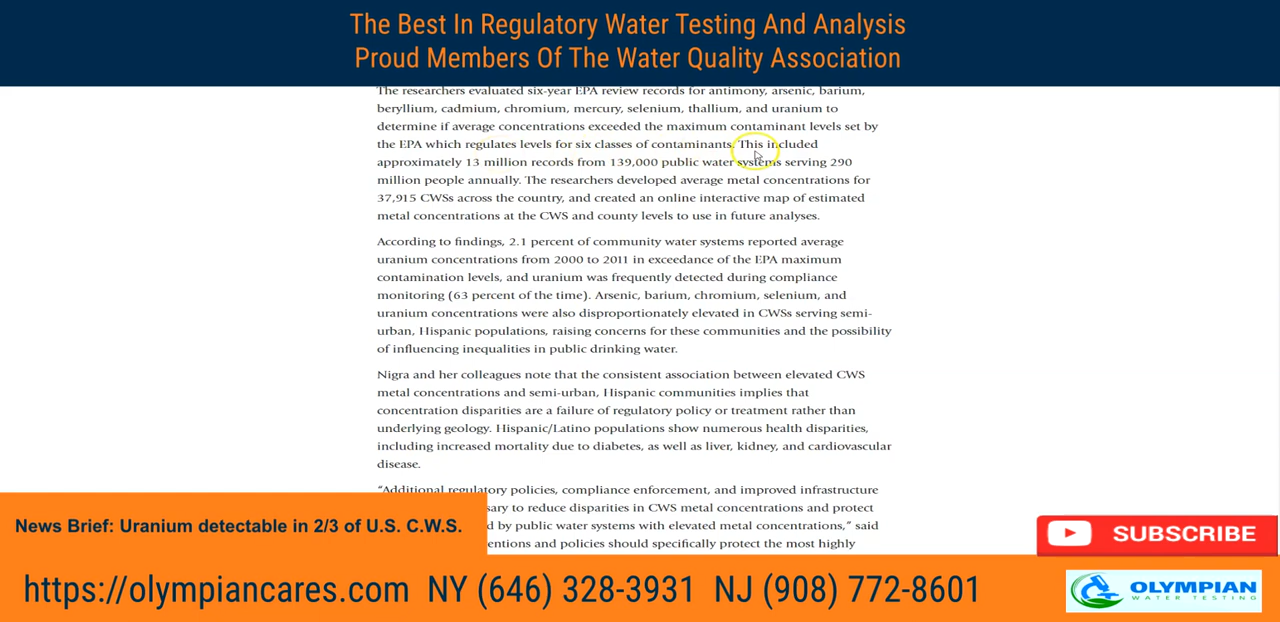 The Best In Regulatory Water Testing And Analysis
Proud Members Of The Water Quality Association
The researchers evaluated six-year EPA review records for antimony, arsenic, barium,
beryllium, cadmium, chromium, mercury, selenium, thallium, and uranium to
determine if average concentrations exceeded the maximum contaminant levels set by
the EPA which regulates levels for six classes of contaminants. This included
approximately 13 million records from 139,000 public water systems serving 290
million people annually. The researchers developed average metal concentrations for
37,915 CWSs across the country, and created an online interactive map of estimated
metal concentrations at the CWS and county levels to use in future analyses.
According to findings, 2.1 percent of community water systems reported average
uranium concentrations from 2000 to 2011 in exceedance of the EPA maximum
contamination levels, and uranium was frequently detected during compliance
monitoring (63 percent of the time). Arsenic, barium, chromium, selenium, and
uranium concentrations were also disproportionately elevated in CWSs serving semi-
urban, Hispanic populations, raising concerns for these communities and the possibility
of influencing inequalities in public drinking water.
Nigra and her colleagues note that the consistent association between elevated CWS
metal concentrations and semi-urban, Hispanic communities implies that
concentration disparities are a failure of regulatory policy or treatment rather than
underlying geology. Hispanic/Latino populations show numerous health disparities,
including increased mortality due to diabetes, as well as liver, kidney, and cardiovascular
disease.
"Additional regulatory policies, compliance enforcement, and improved infrastructure
sary to reduce disparities in CWS metal concentrations and protect
d by public water systems with elevated metal concentrations," said
entions and policies should specifically protect the most highly
News Brief: Uranium detectable in 2/3 of U.S. C.W.S.
SUBSCRIBE
https://olympiancares.com NY (646) 328-3931 NJ (908) 772-8601
OLYMPIAN
WATER TESTING